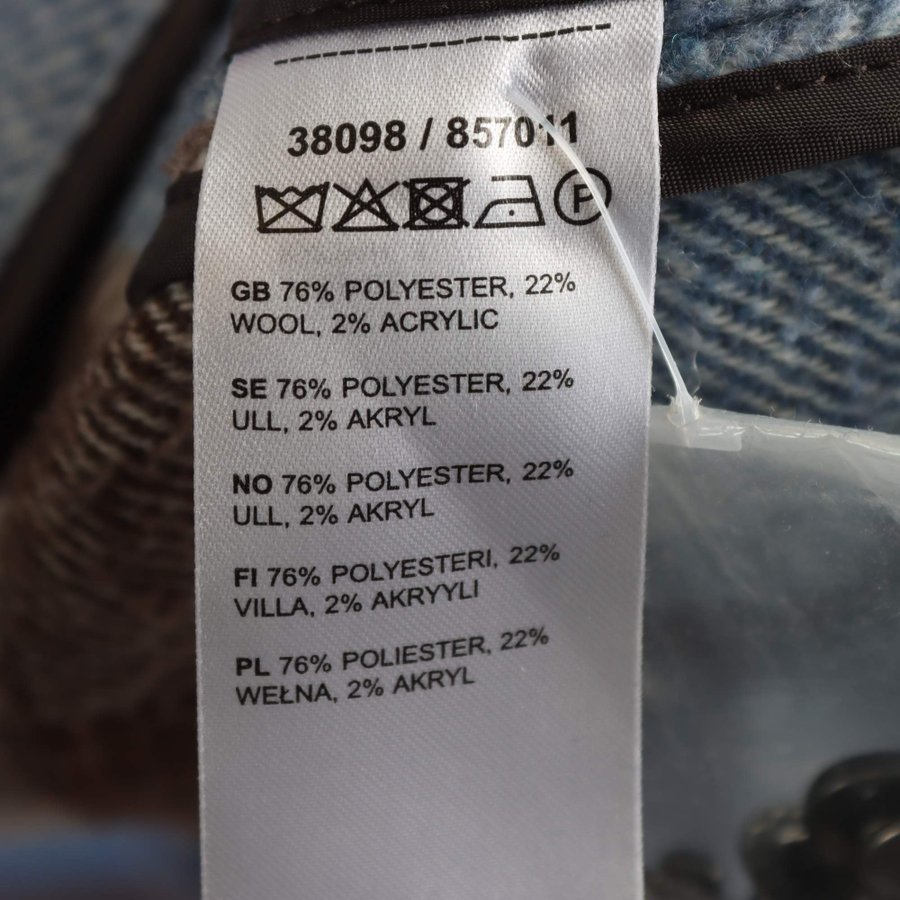 38098 / 857011
P
GB 76% POLYESTER, 22%
WOOL, 2% ACRYLIC
SE 76% POLYESTER, 22%
ULL, 2% AKRYL
NO 76% POLYESTER, 22%
ULL, 2% AKRYL
FI 76% POLYESTERI, 22%
VILLA, 2% AKRYYLI
PL 76% POLIESTER, 22%
WEŁNA, 2% AKRYL